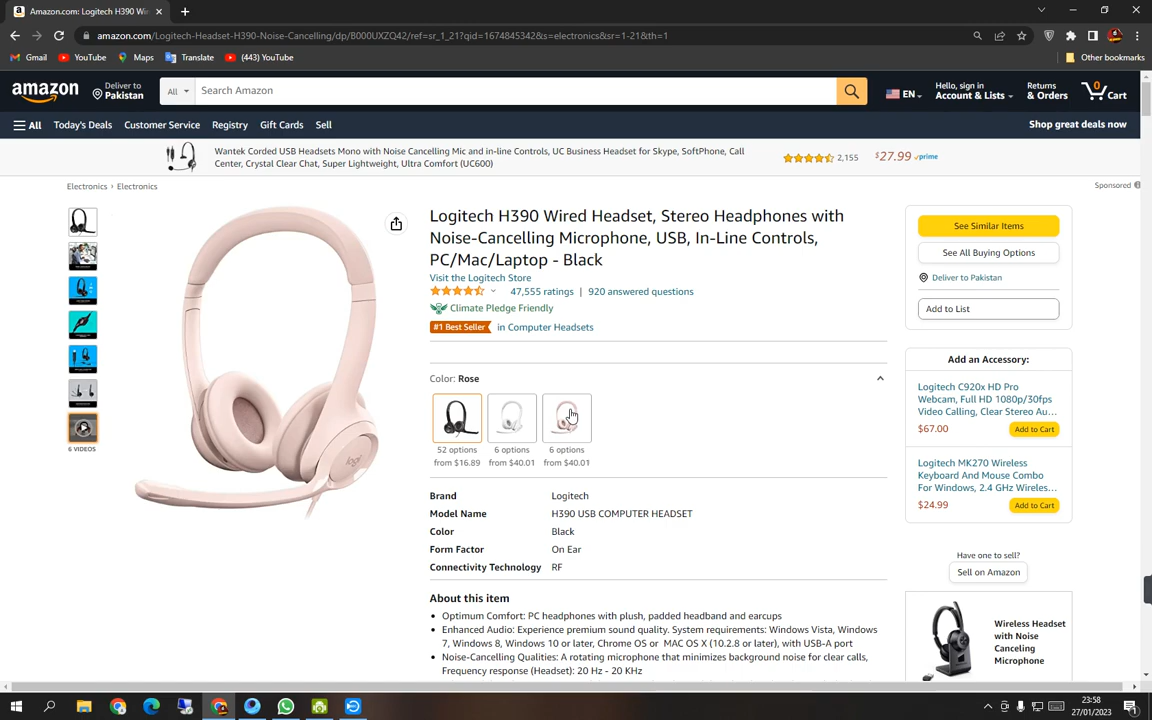 Amazon.com: Logitech H390 Wi
amazon.com/Logitech-Headset-H390-Noise-Cancelling/dp/B000UXZQ42/ref=sr_1_21?qid=1674845342&s=electronics&sr=1-21&th=1
Gmail YouTube Maps Translate (443) YouTube Other bookmarks
amazon Deliver to Pakistan All Search Amazon EN Hello, sign in Account & Lists Returns & Orders 0 Cart
All Today's Deals Customer Service Registry Gift Cards Sell Shop great deals now
Wantek Corded USB Headsets Mono with Noise Cancelling Mic and in-line Controls, UC Business Headset for Skype, SoftPhone, Call
Center, Crystal Clear Chat, Super Lightweight, Ultra Comfort (UC600)
2,155 $27.99 prime
Electronics › Electronics
Sponsored
Logitech H390 Wired Headset, Stereo Headphones with
Noise-Cancelling Microphone, USB, In-Line Controls,
PC/Mac/Laptop - Black
Visit the Logitech Store
47,555 ratings | 920 answered questions
Climate Pledge Friendly
#1 Best Seller in Computer Headsets
6 VIDEOS
logi
Color: Rose
52 options 6 options 6 options
from $16.89 from $40.01 from $40.01
Brand Logitech
Model Name H390 USB COMPUTER HEADSET
Color Black
Form Factor On Ear
Connectivity Technology RF
About this item
• Optimum Comfort: PC headphones with plush, padded headband and earcups
• Enhanced Audio: Experience premium sound quality. System requirements: Windows Vista, Windows
7, Windows 8, Windows 10 or later, Chrome OS or MAC OS X (10.2.8 or later), with USB-A port
• Noise-Cancelling Qualities: A rotating microphone that minimizes background noise for clear calls,
Frequency response (Headset): 20 Hz - 20 KHz
See Similar Items
See All Buying Options
Deliver to Pakistan
Add to List
Add an Accessory:
Logitech C920x HD Pro
Webcam, Full HD 1080p/30fps
Video Calling, Clear Stereo Au...
$67.00 Add to Cart
Logitech MK270 Wireless
Keyboard And Mouse Combo
For Windows, 2.4 GHz Wireles...
$24.99 Add to Cart
Have one to sell?
Sell on Amazon
Wireless Headset
with Noise
Canceling
Microphone
23:58
27/01/2023
1